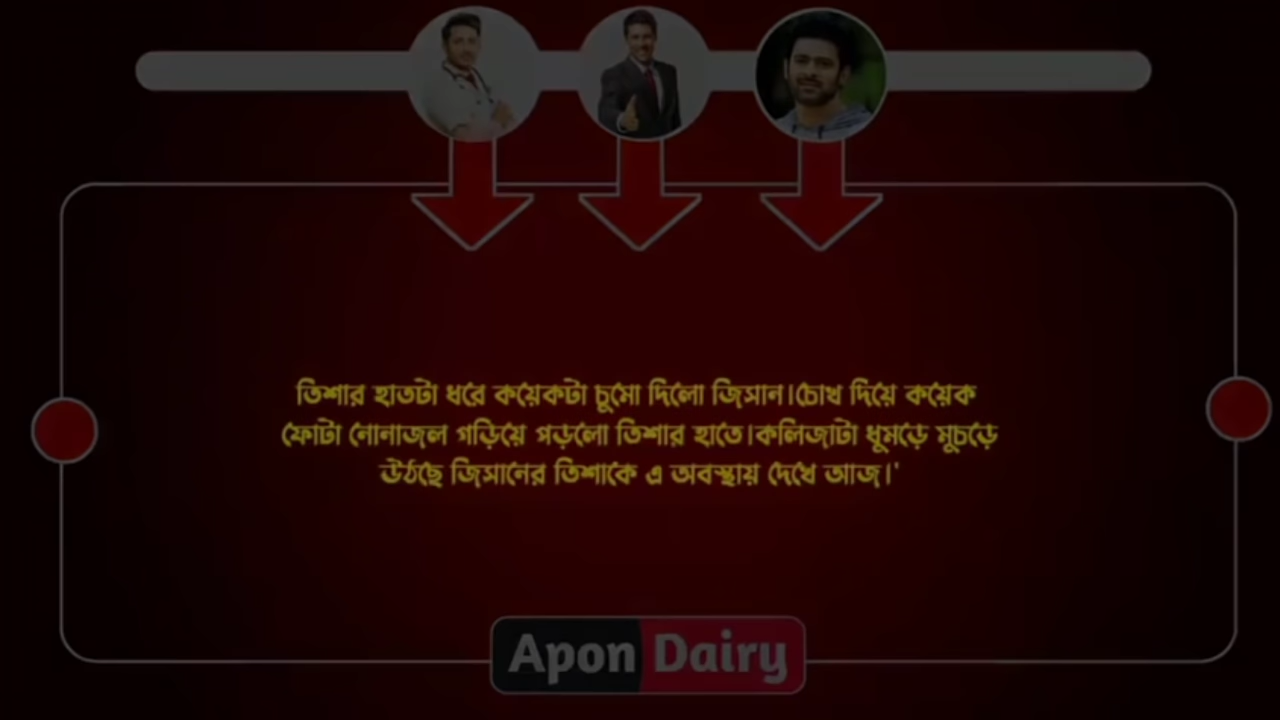 তিশার হাতটা ধরে কয়েকটা চুমো দিলো জিসান।চোখ দিয়ে কয়েক
ফোটা নোনাজল গড়িয়ে পড়লো তিশার হাতে।কলিজাটা ধুমড়ে মুচড়ে
উঠছে জিসানের তিশাকে এ অবস্থায় দেখে আজ।'
Apon Dairy